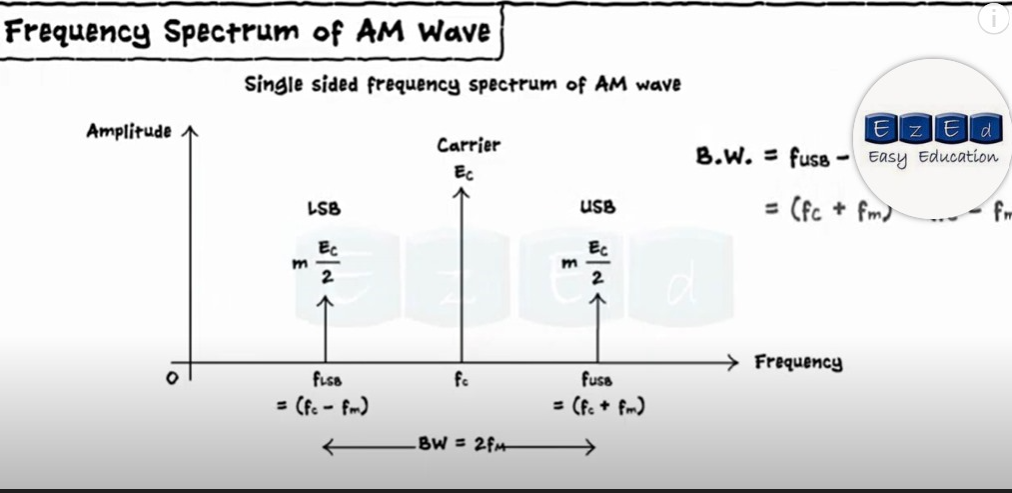 Frequency Spectrum of AM Wave
i
Single sided frequency spectrum of AM wave
Amplitude
Carrier
Ec
LSB
USB
m Ec/2
m Ec/2
B.W. = fUSB -
= (fc + fm) - fm
E z E d
Easy Education
E z E d
0
fLSB
fc
fUSB
Frequency
= (fc - fm)
= (fc + fm)
BW = 2fM